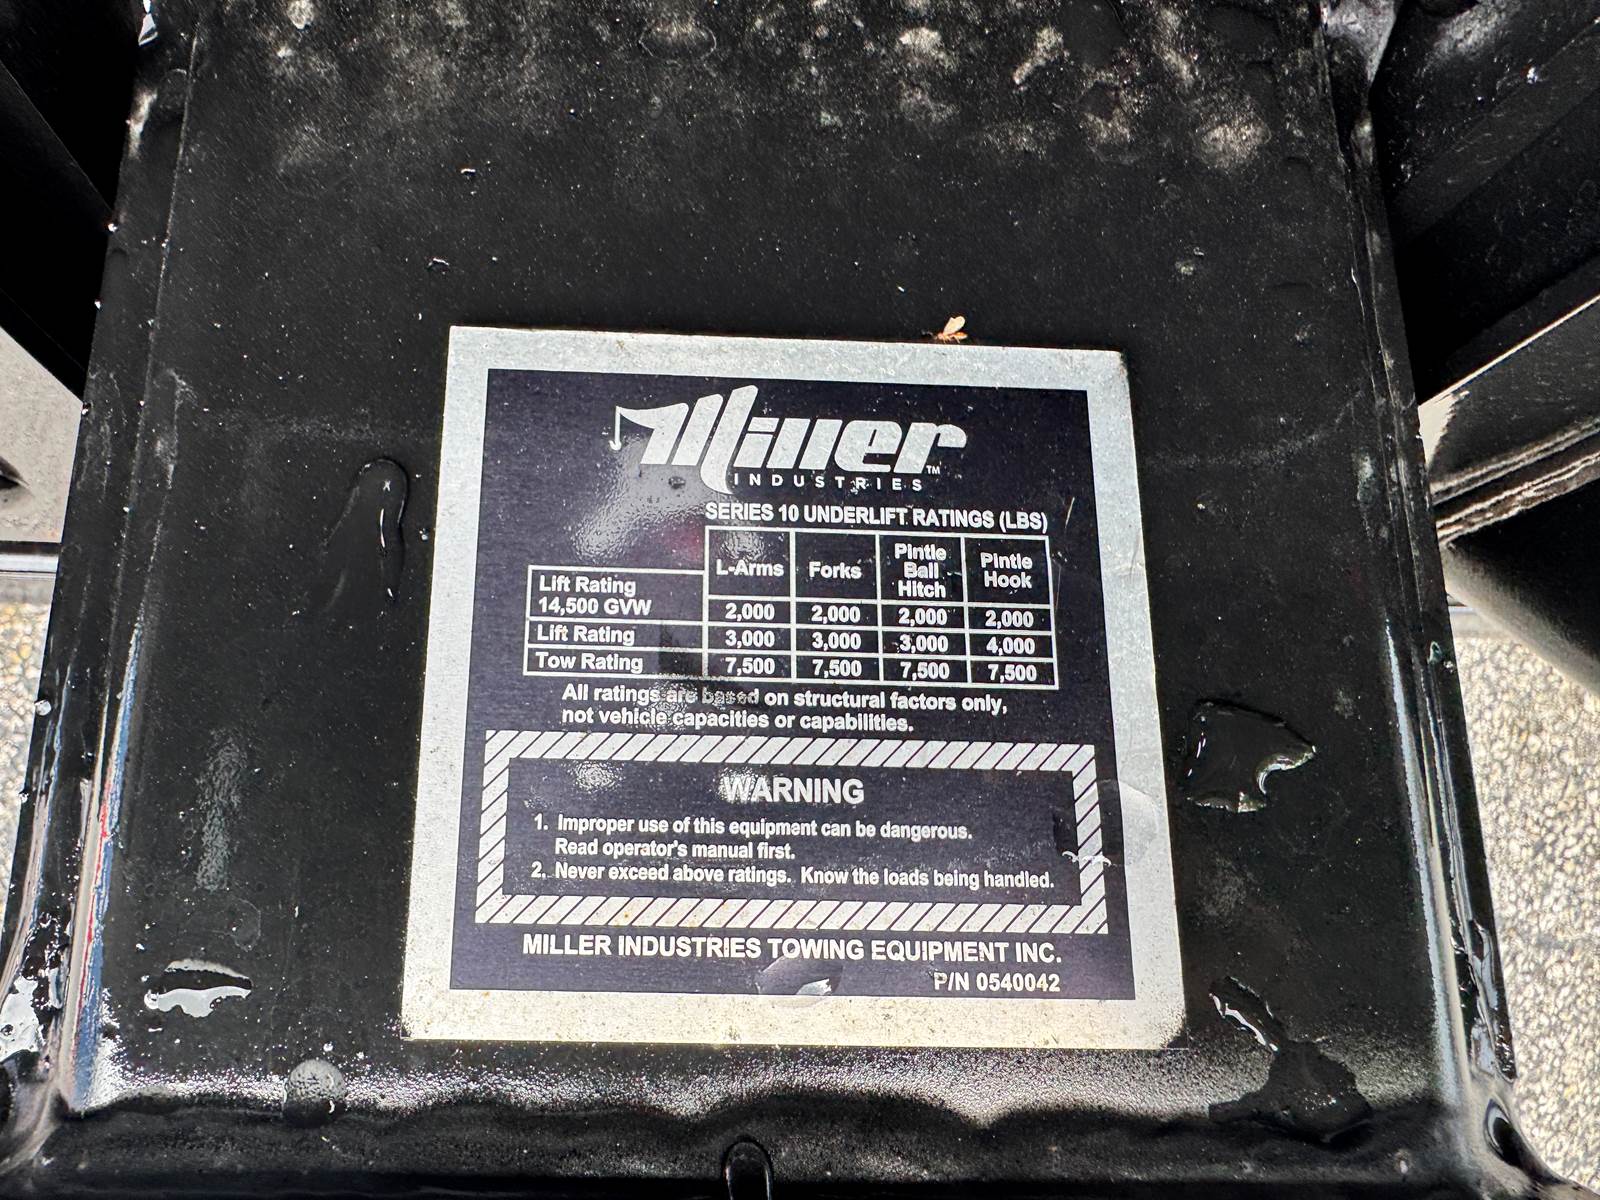 Miller™
INDUSTRIES
SERIES 10 UNDERLIFT RATINGS (LBS)
L-Arms Forks Pintle Ball Hitch Pintle Hook
Lift Rating 14,500 GVW 2,000 2,000 2,000 2,000
Lift Rating 3,000 3,000 3,000 4,000
Tow Rating 7,500 7,500 7,500 7,500
All ratings are based on structural factors only,
not vehicle capacities or capabilities.
WARNING
1. Improper use of this equipment can be dangerous.
Read operator's manual first.
2. Never exceed above ratings. Know the loads being handled.
MILLER INDUSTRIES TOWING EQUIPMENT INC.
P/N 0540042